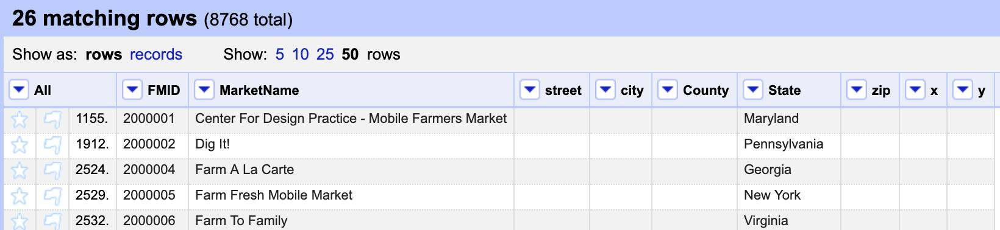 26 matching rows (8768 total)
Show as: rows records Show: 5 10 25 50 rows
All FMID MarketName street city County State zip x y
1155. 2000001 Center For Design Practice - Mobile Farmers Market Maryland
1912. 2000002 Dig It! Pennsylvania
2524. 2000004 Farm A La Carte Georgia
2529. 2000005 Farm Fresh Mobile Market New York
2532. 2000006 Farm To Family Virginia